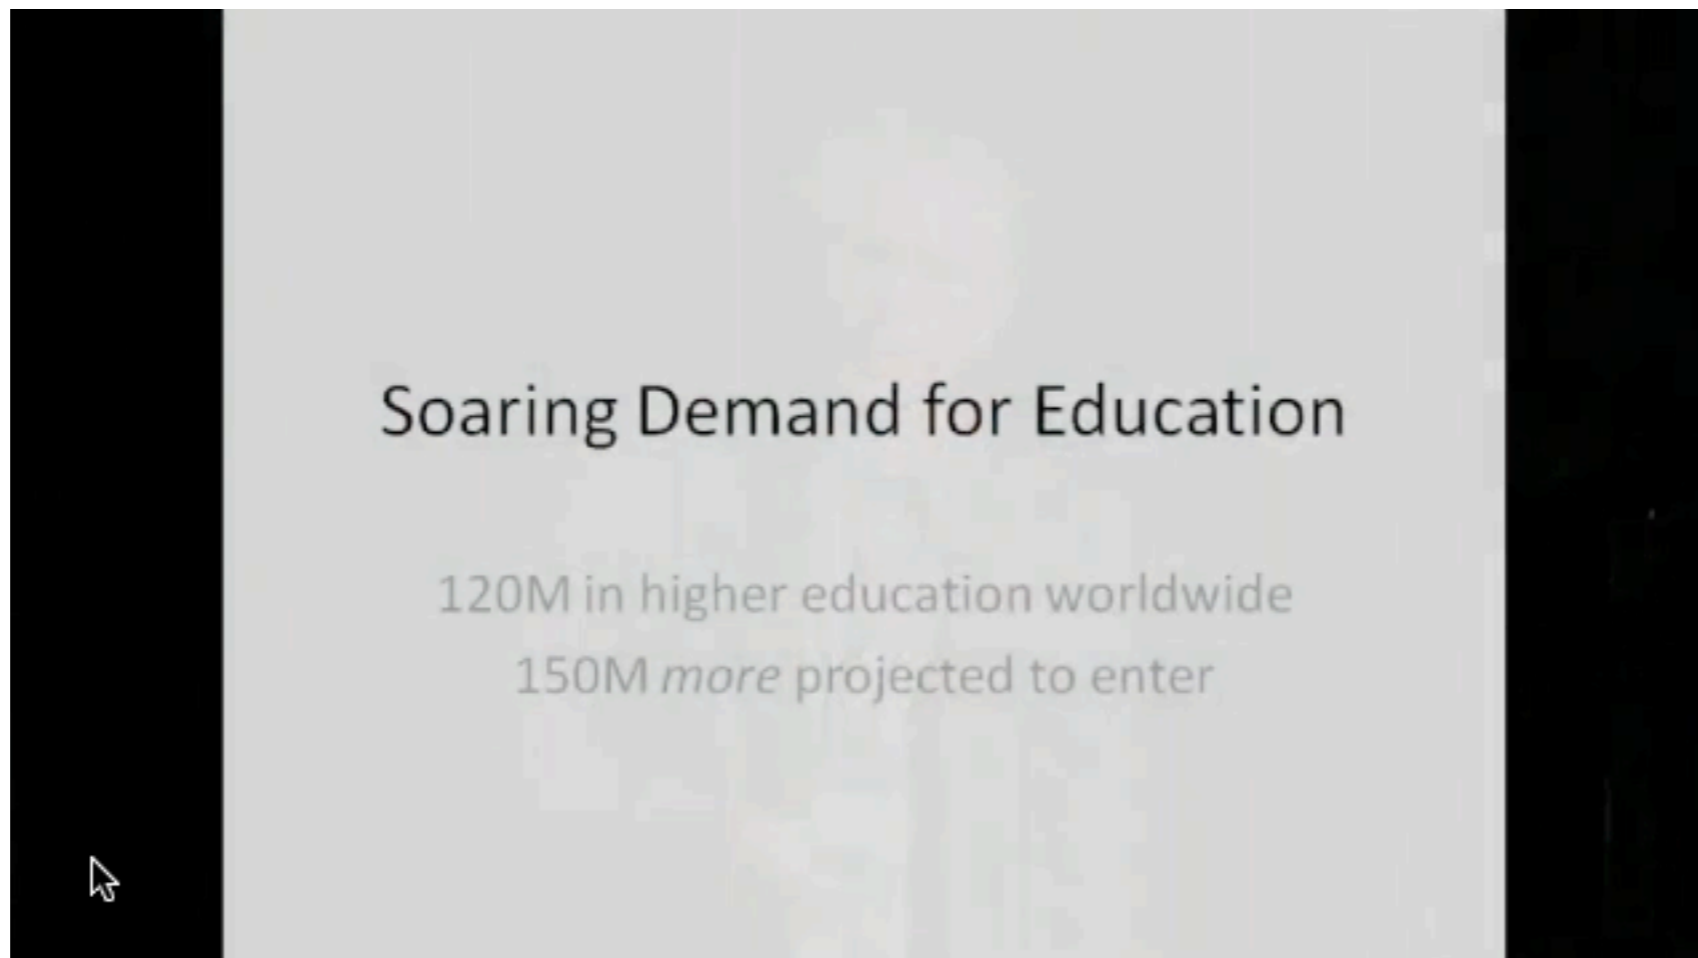 Soaring Demand for Education
120M in higher education worldwide
150M more projected to enter